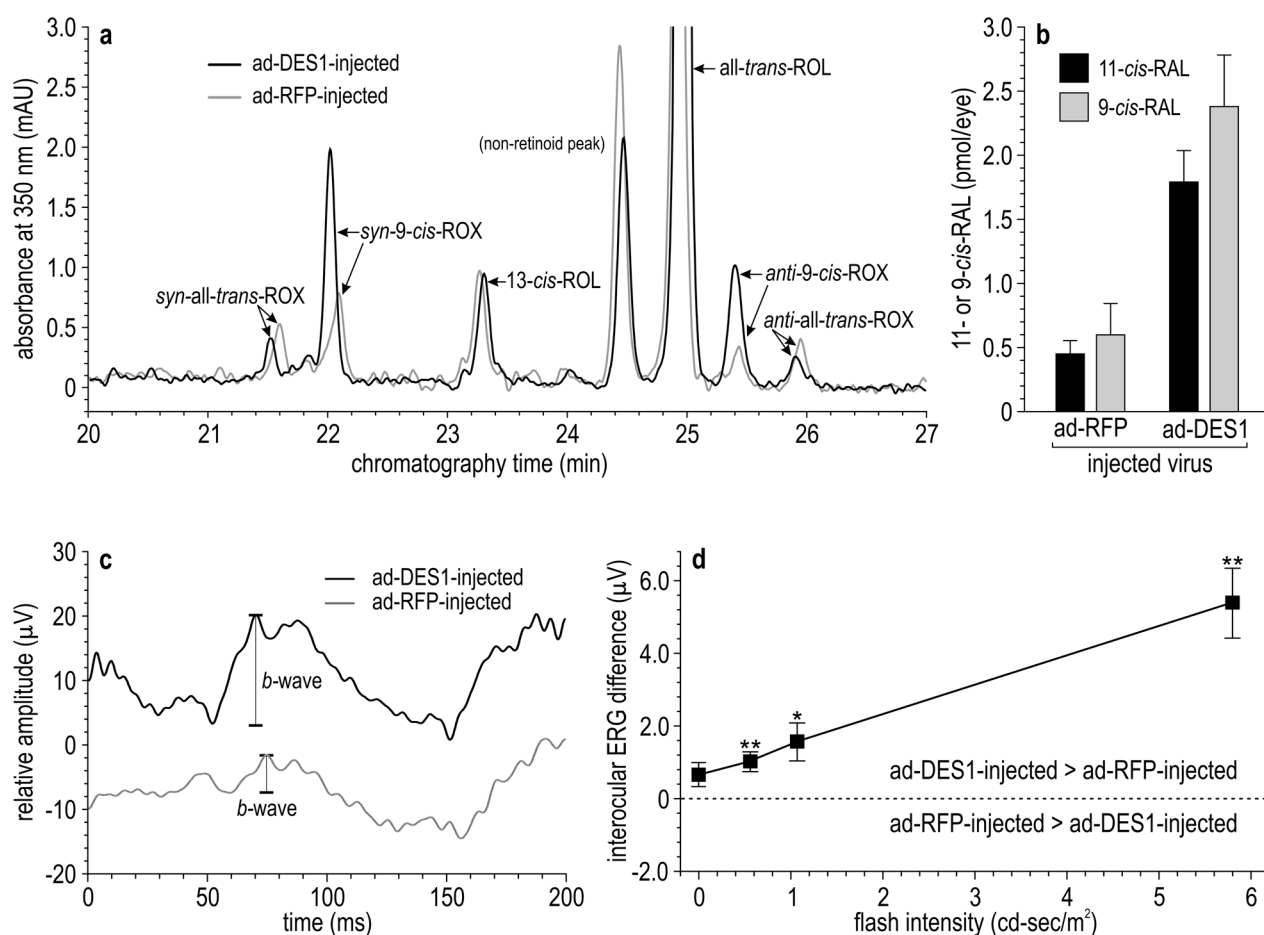 a
ad-DES1-injected
ad-RFP-injected
absorbance at 350 nm (mAU)
3.0
2.5
2.0
1.5
1.0
0.5
0
syn-all-trans-ROX
syn-9-cis-ROX
13-cis-ROL
(non-retinoid peak)
all-trans-ROL
anti-9-cis-ROX
anti-all-trans-ROX
20 21 22 23 24 25 26 27
chromatography time (min)
b
11-cis-RAL
9-cis-RAL
11- or 9-cis-RAL (pmol/eye)
3.0
2.5
2.0
1.5
1.0
0.5
0
ad-RFP ad-DES1
injected virus
c
ad-DES1-injected
ad-RFP-injected
relative amplitude (µV)
30
20
10
0
-10
-20
b-wave
b-wave
0 50 100 150 200
time (ms)
d
interocular ERG difference (µV)
6.0
4.0
2.0
0
-2.0
**
*
**
ad-DES1-injected > ad-RFP-injected
ad-RFP-injected > ad-DES1-injected
0 1 2 3 4 5 6
flash intensity (cd-sec/m²)